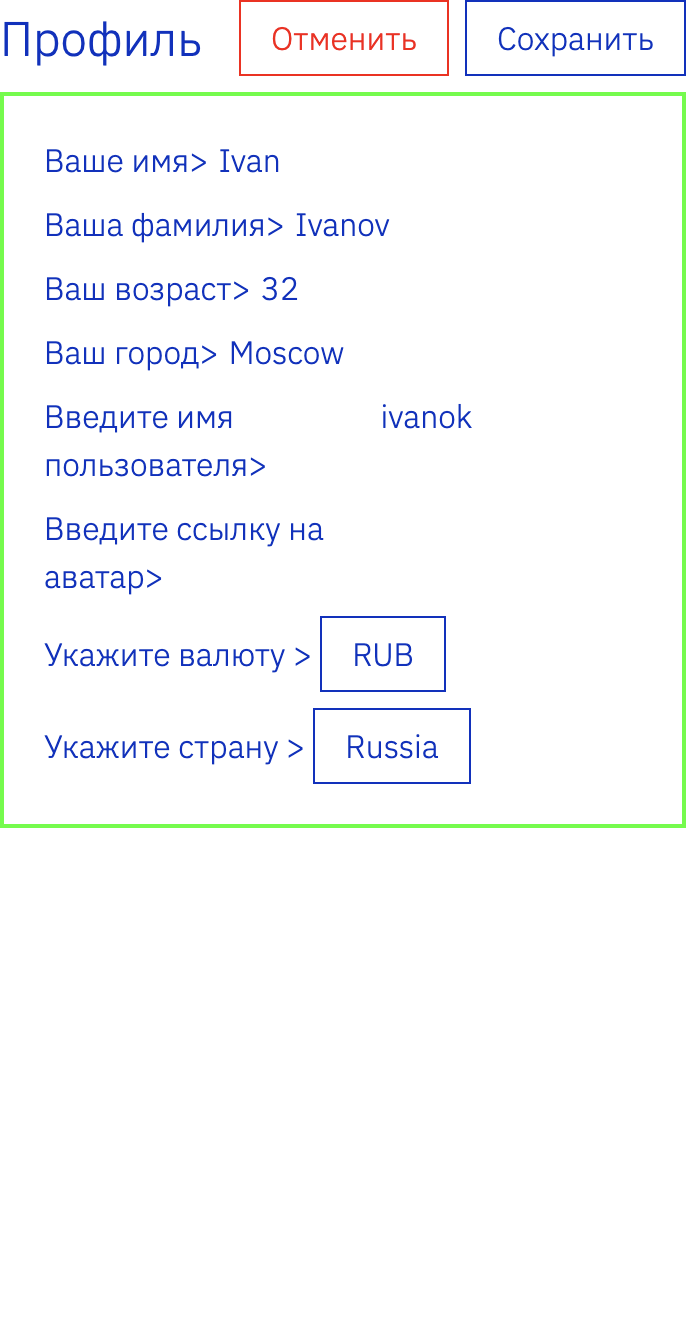 Профиль Отменить Сохранить
Ваше имя> Ivan
Ваша фамилия> Ivanov
Ваш возраст> 32
Ваш город> Moscow
Введите имя ivanok
пользователя>
Введите ссылку на
аватар>
Укажите валюту > RUB
Укажите страну > Russia